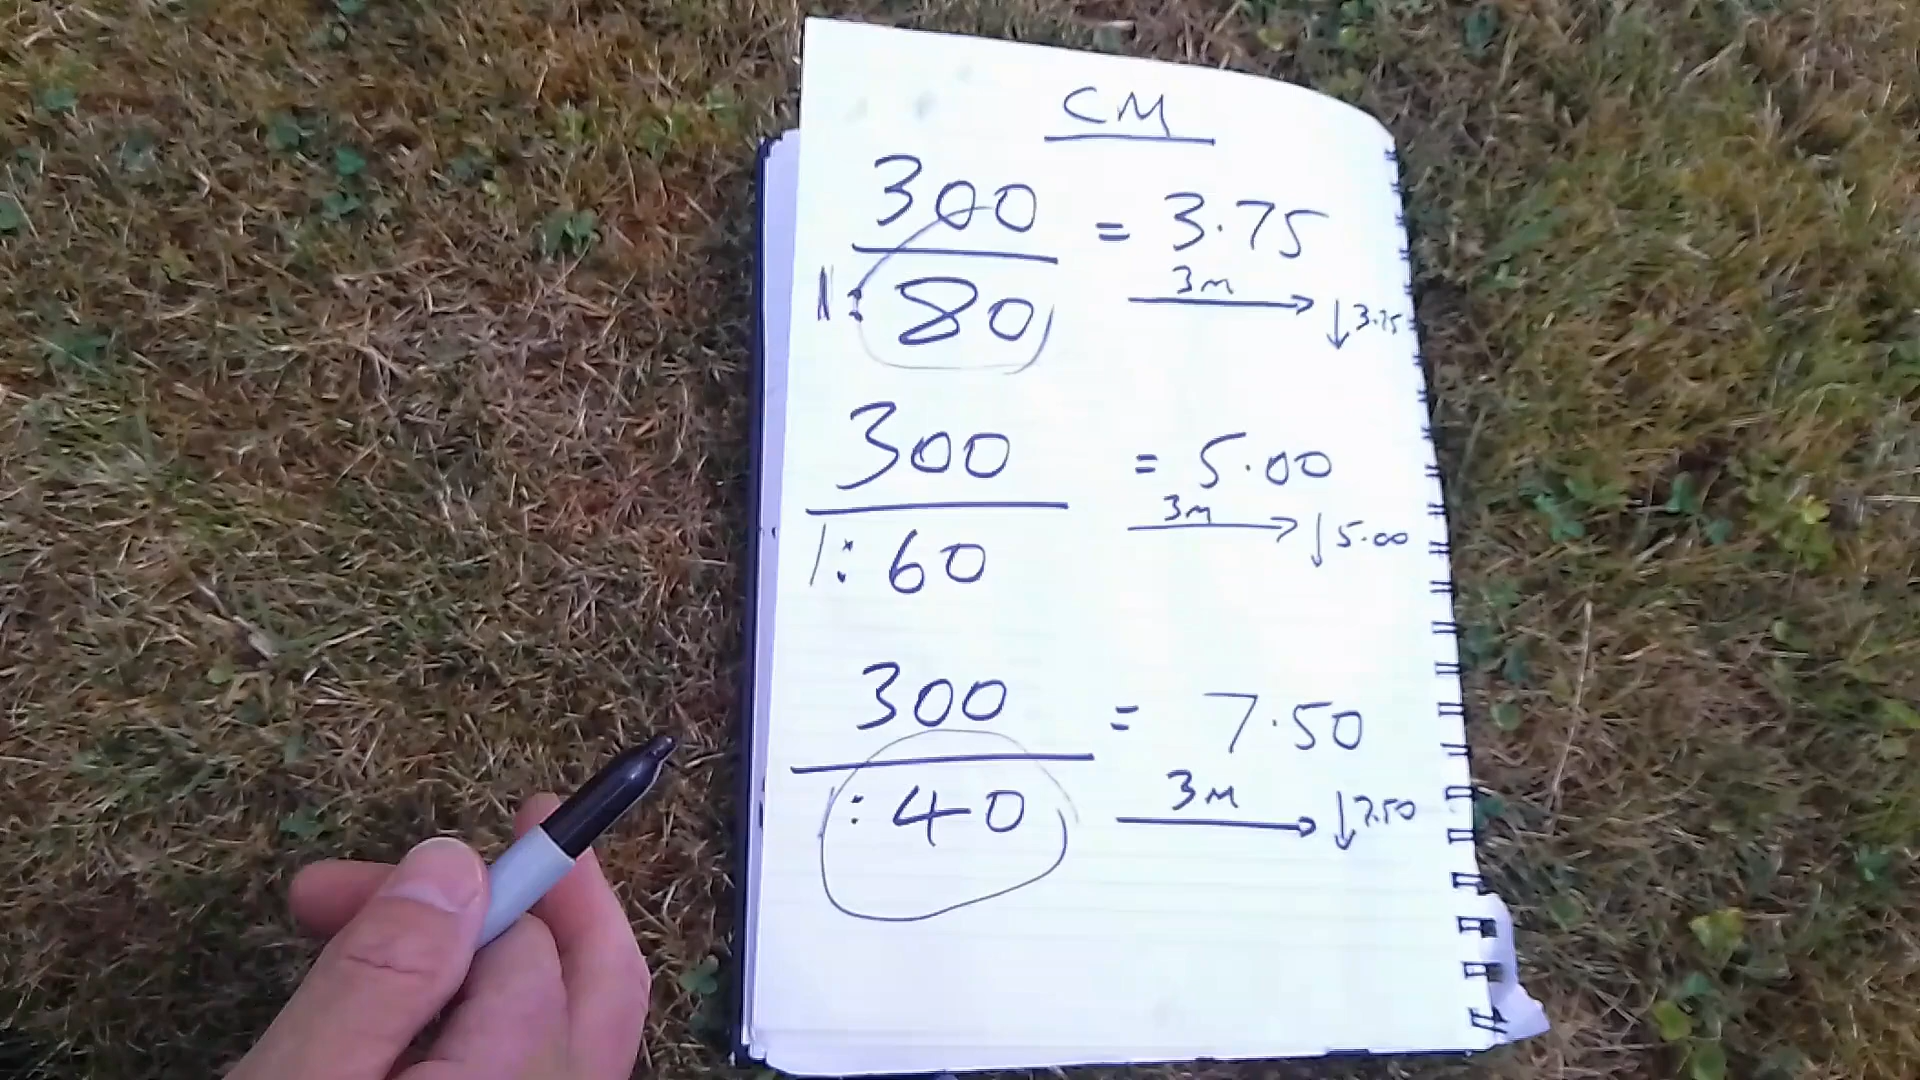 CM
300 = 3.75
1:80
3m ↓3.75
300 = 5.00
1:60
3m ↓5.00
300 = 7.50
1:40
3m ↓7.50